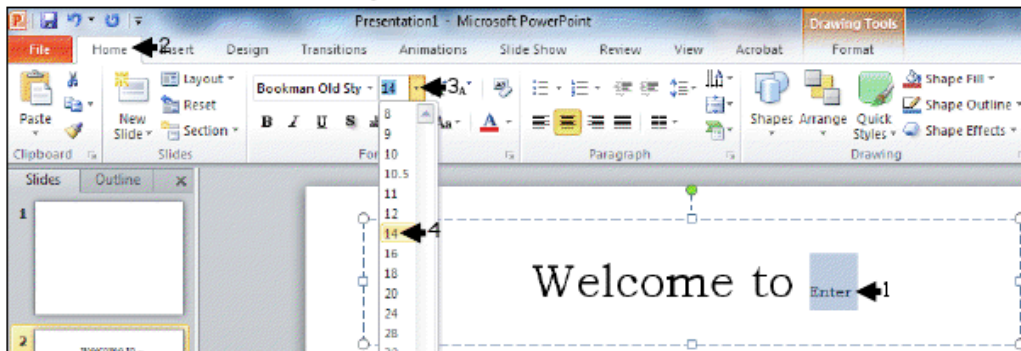 Presentation1 - Microsoft PowerPoint
Drawing Tools
File Home 2 Insert Design Transitions Animations Slide Show Review View Acrobat Format
Layout
Bookman Old Sty 14 3
Shape Fill
Reset
Shape Outline
Paste New Slide Section
B I U S
Shapes Arrange Quick Styles Shape Effects
Clipboard Slides Paragraph Drawing
Slides Outline
8
9
10
10.5
11
12
14 4
16
18
20
24
28
1
Welcome to Enter 1
2